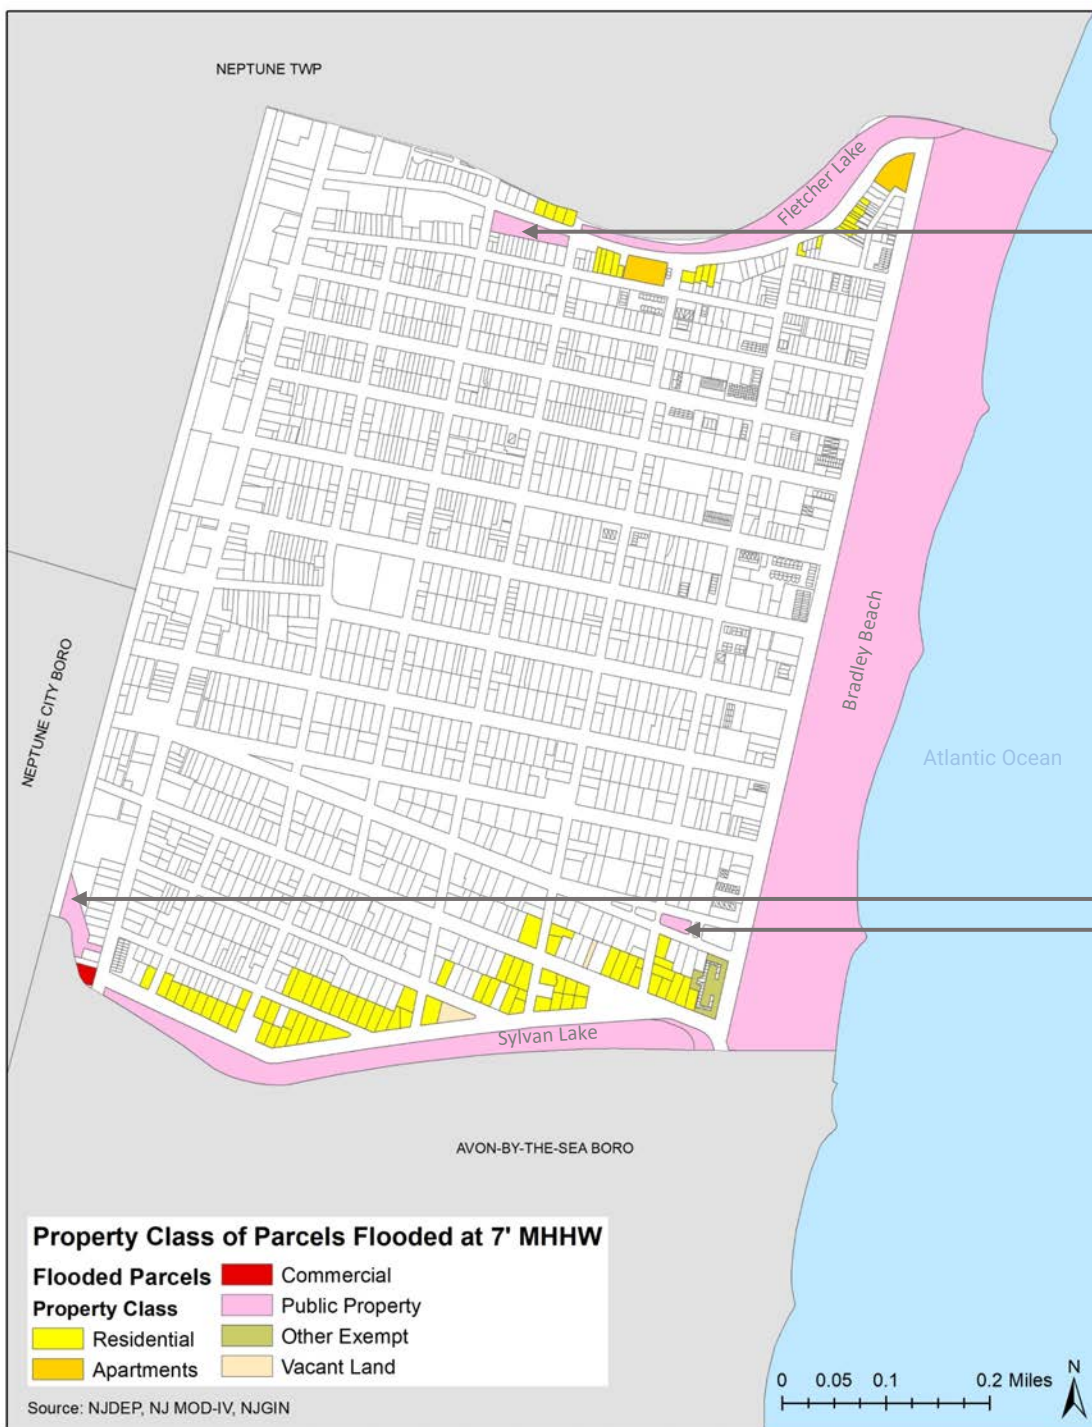 NEPTUNE TWP
Fletcher Lake
NEPTUNE CITY BORO
Bradley Beach
Atlantic Ocean
Sylvan Lake
AVON-BY-THE-SEA BORO
Property Class of Parcels Flooded at 7' MHHW
Flooded Parcels
Property Class
Residential
Apartments
Commercial
Public Property
Other Exempt
Vacant Land
Source: NJDEP, NJ MOD-IV, NJGIN
0 0.05 0.1 0.2 Miles
N